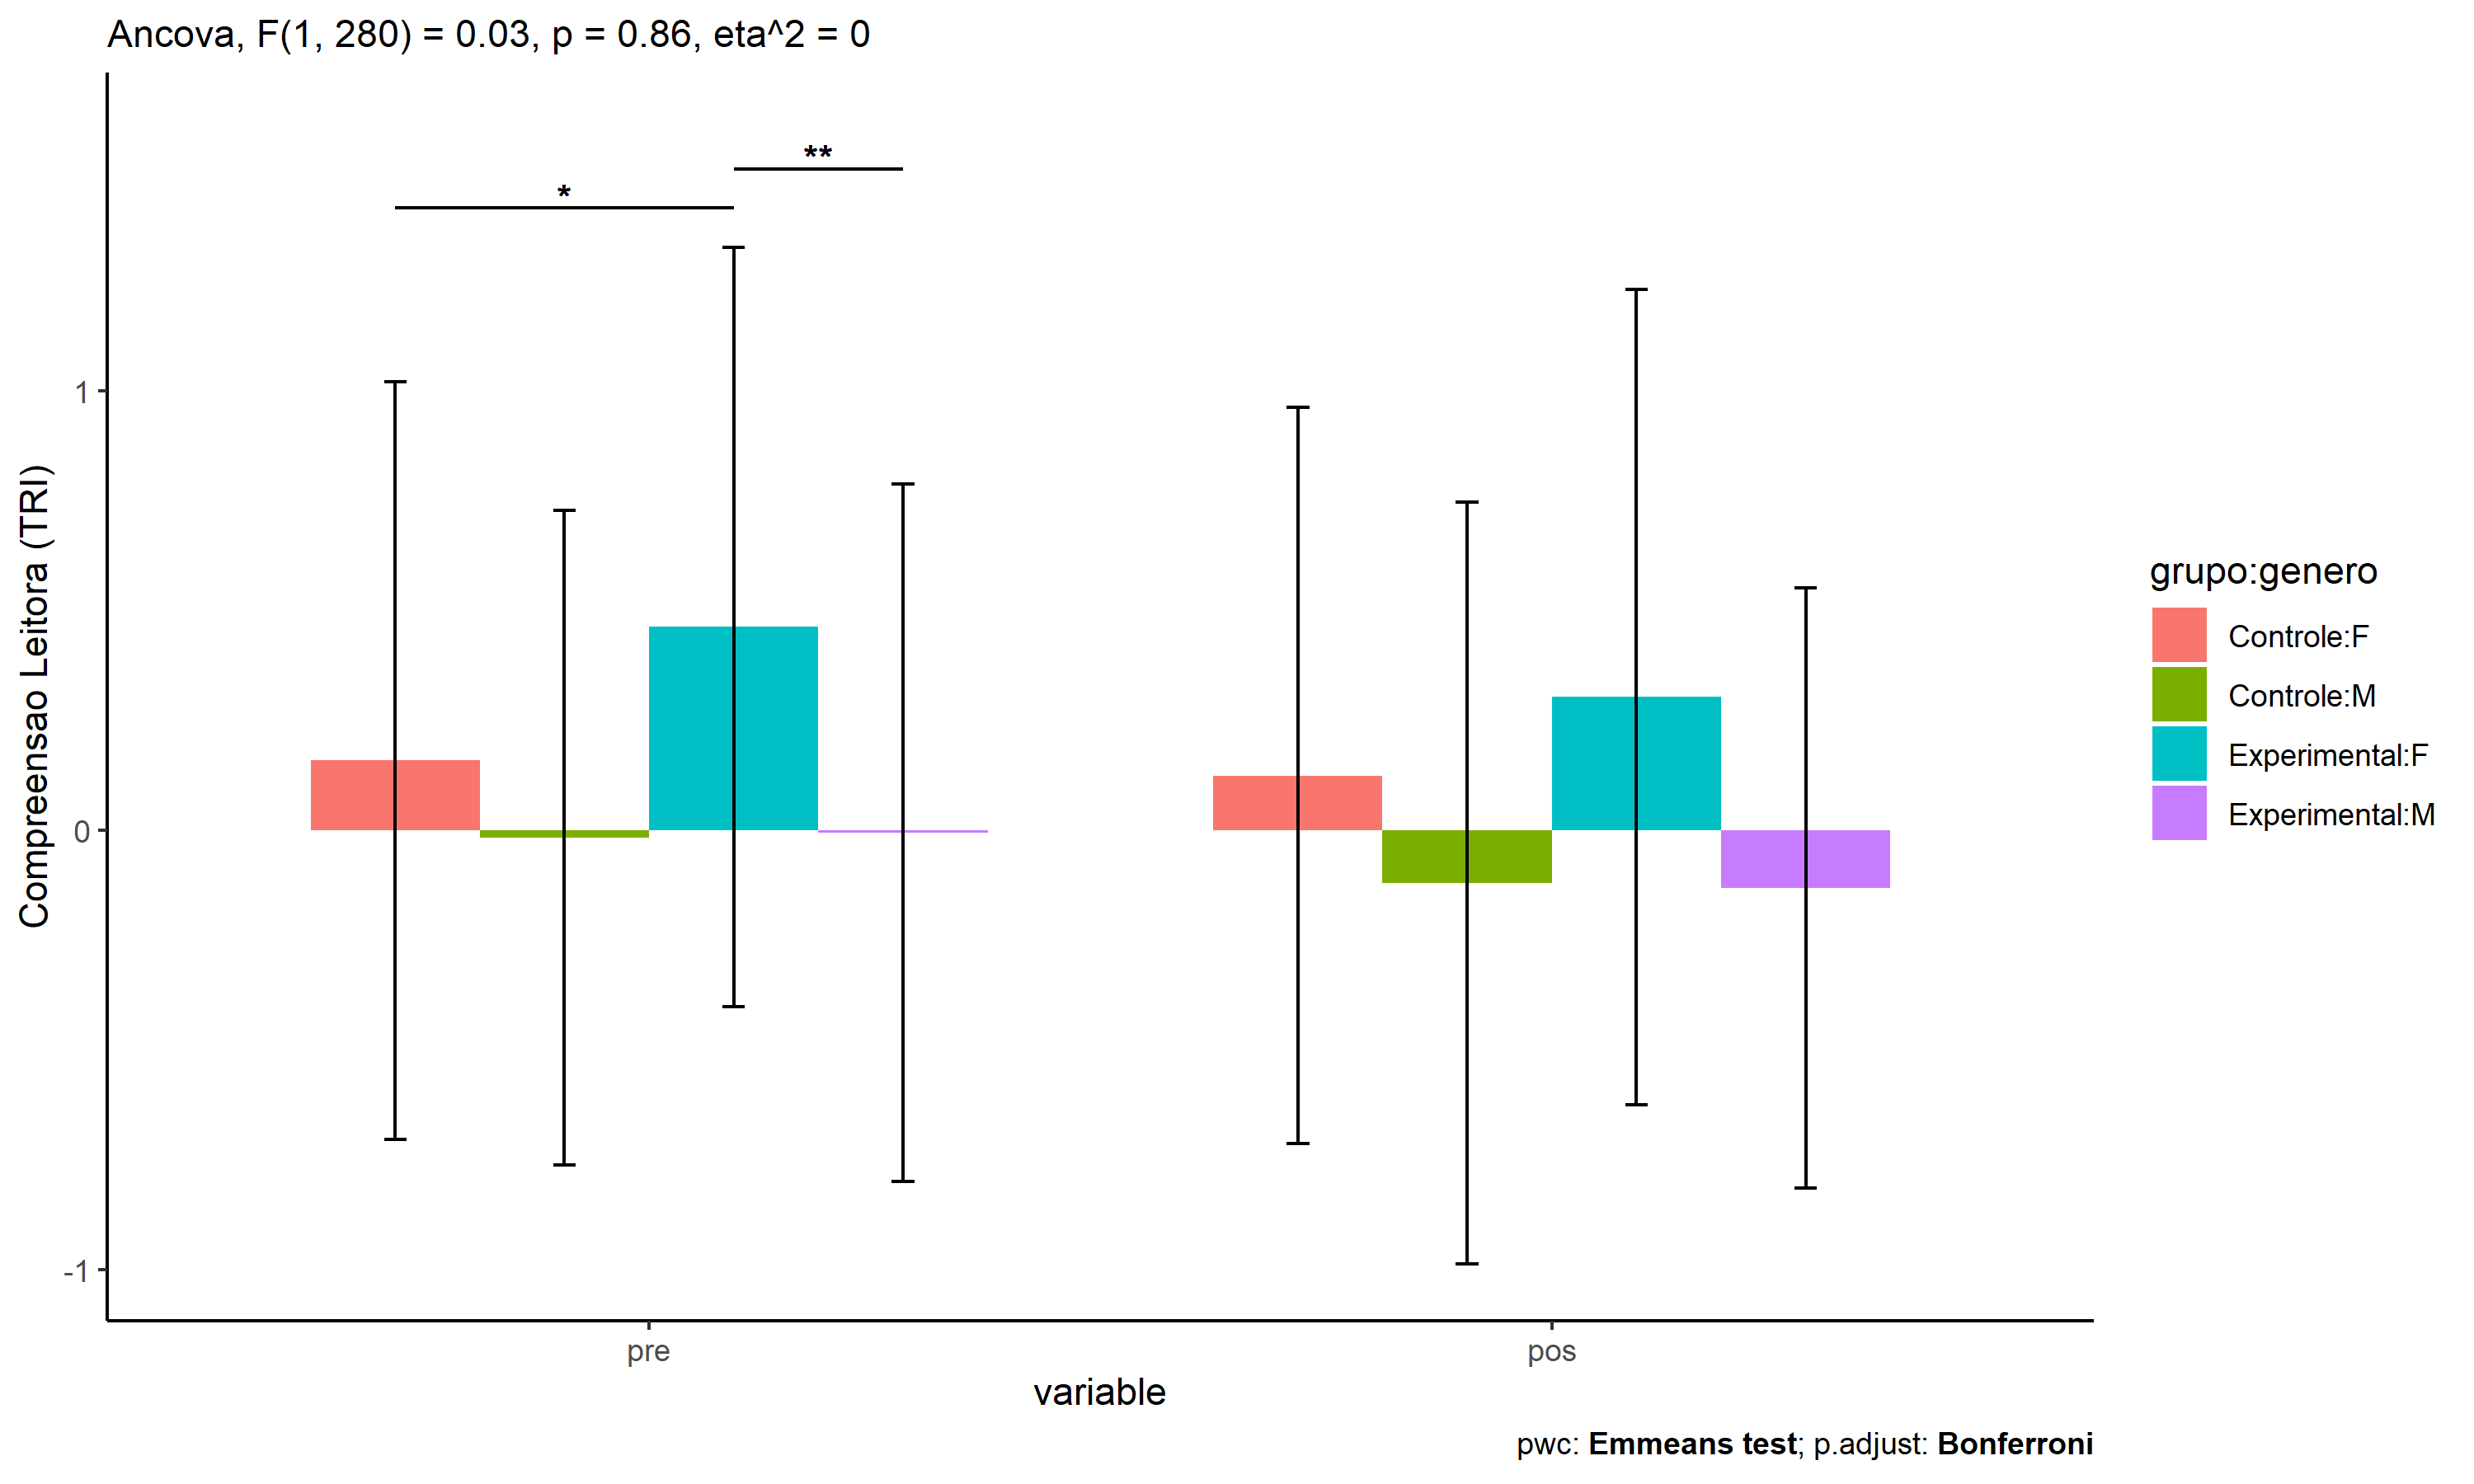 Ancova, F(1, 280) = 0.03, p = 0.86, eta^2 = 0
**
*
1
0
-1
Compreensao Leitora (TRI)
pre
pos
variable
grupo:genero
Controle:F
Controle:M
Experimental:F
Experimental:M
pwc: Emmeans test; p.adjust: Bonferroni